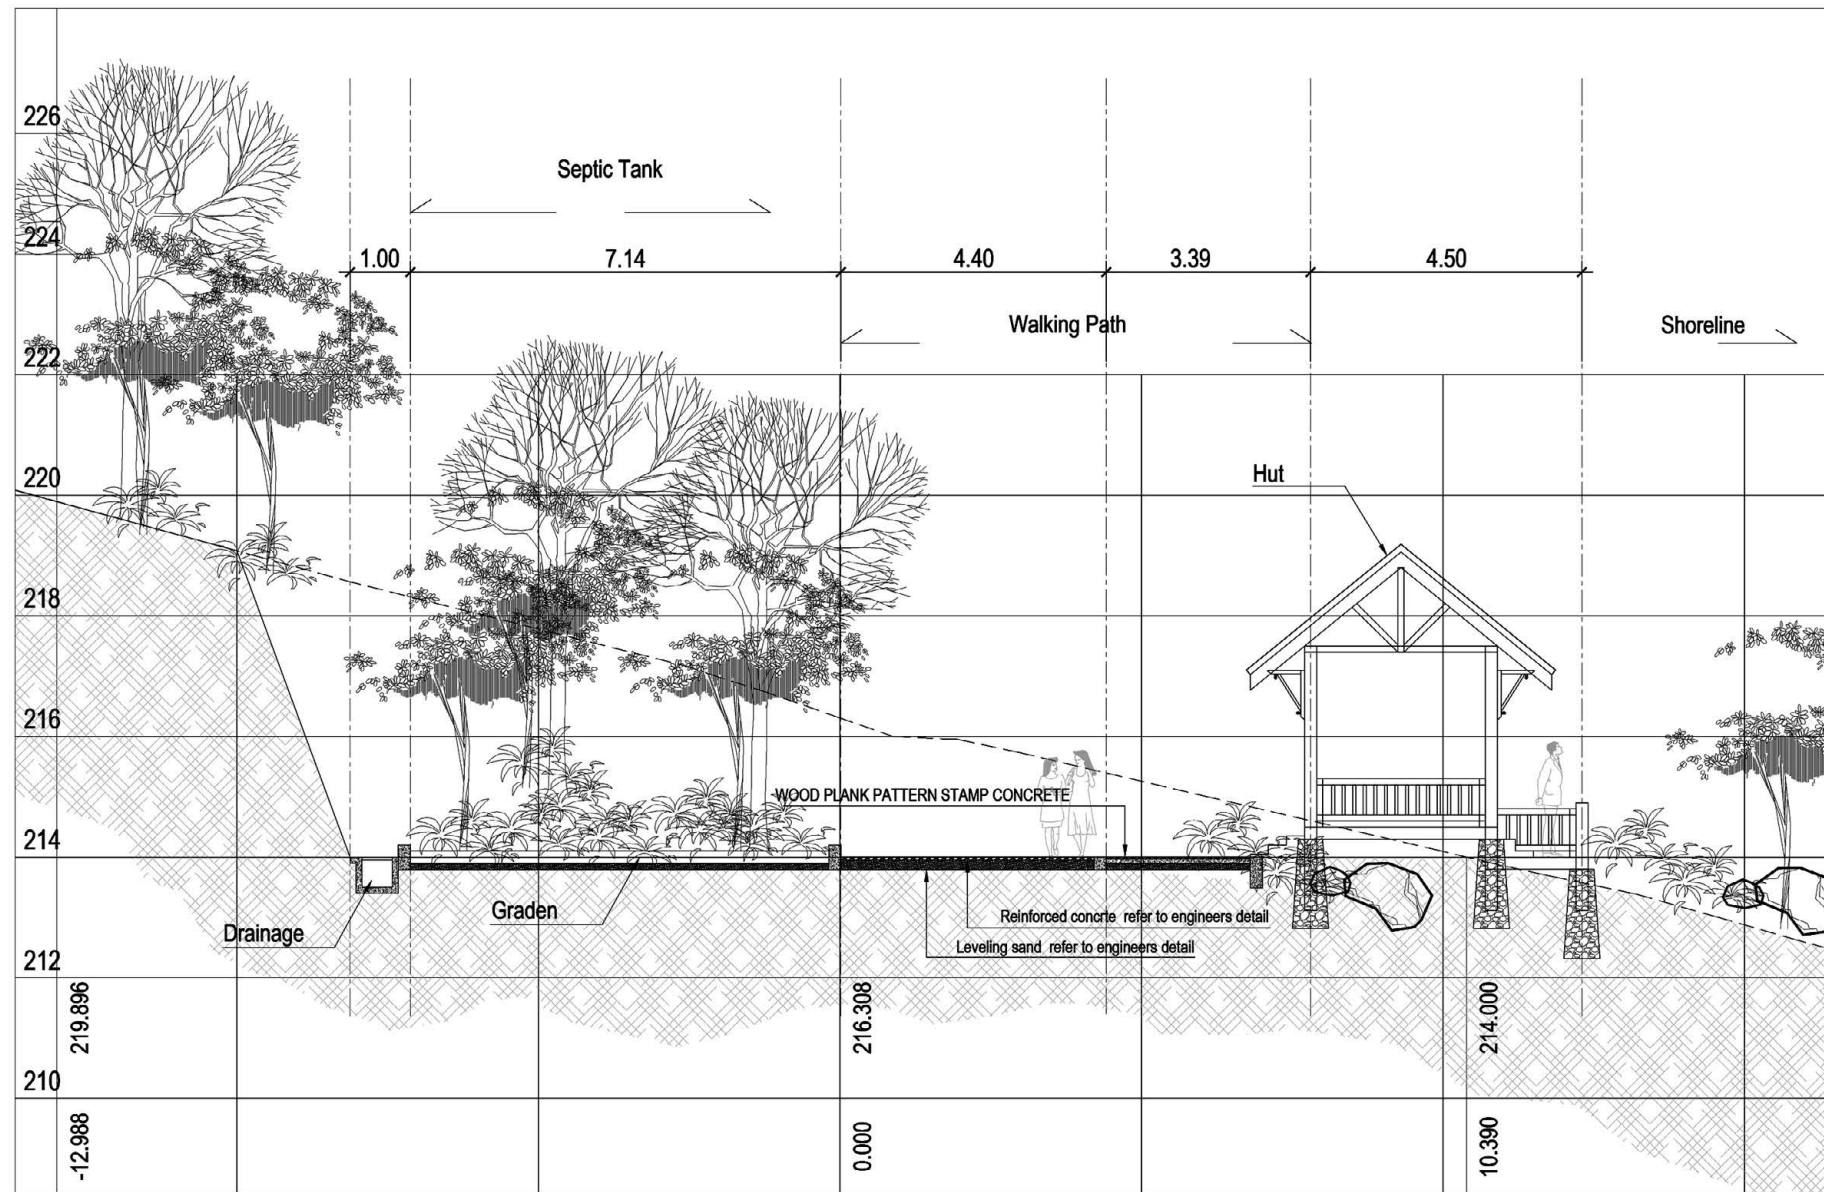 226
Septic Tank
224
1.00
7.14
4.40
3.39
4.50
Walking Path
Shoreline
222
220
Hut
218
216
WOOD PLANK PATTERN STAMP CONCRETE
214
Graden
Reinforced concrte refer to engineers detail
Drainage
Leveling sand refer to engineers detail
212
219.896
216.308
214.000
210
-12.988
0.000
10.390